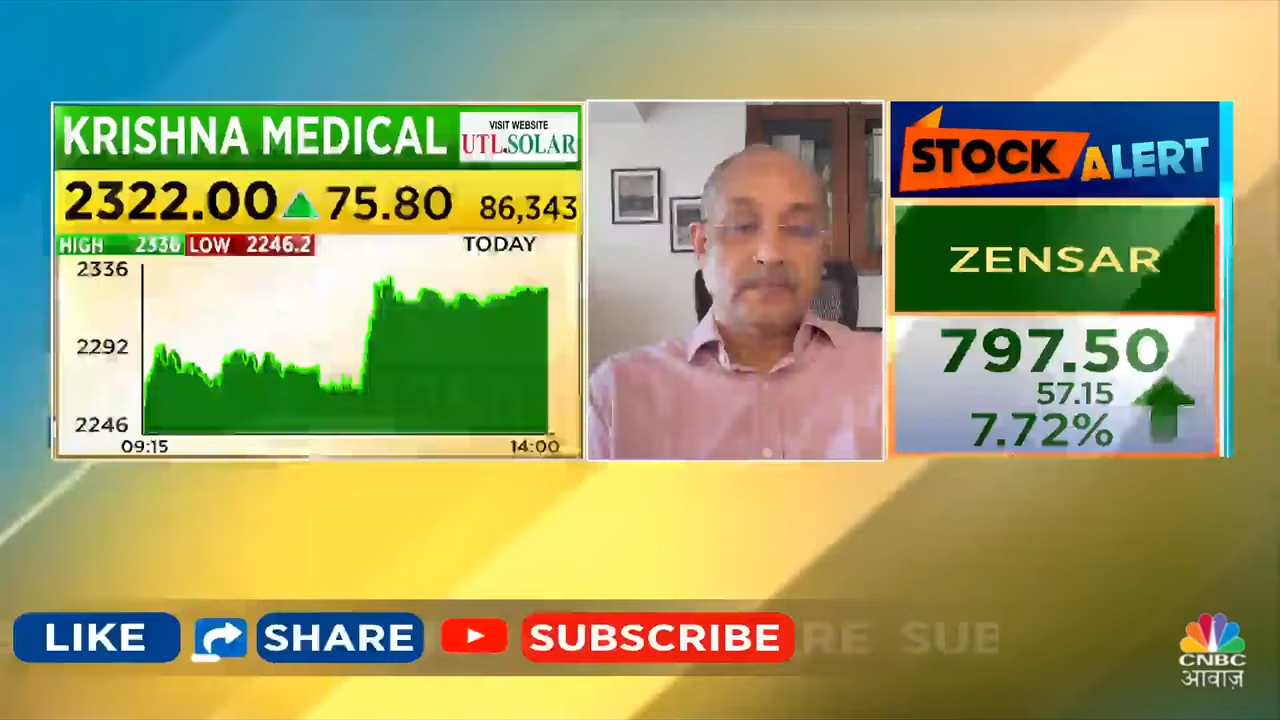 KRISHNA MEDICAL
VISIT WEBSITE
UTL SOLAR
2322.00 75.80 86,343
HIGH 2336 LOW 2246.2 TODAY
2336
2292
2246
09:15 14:00
STOCK ALERT
ZENSAR
797.50
57.15
7.72%
LIKE SHARE SUBSCRIBE RE SUB
CNBC
आवाज़